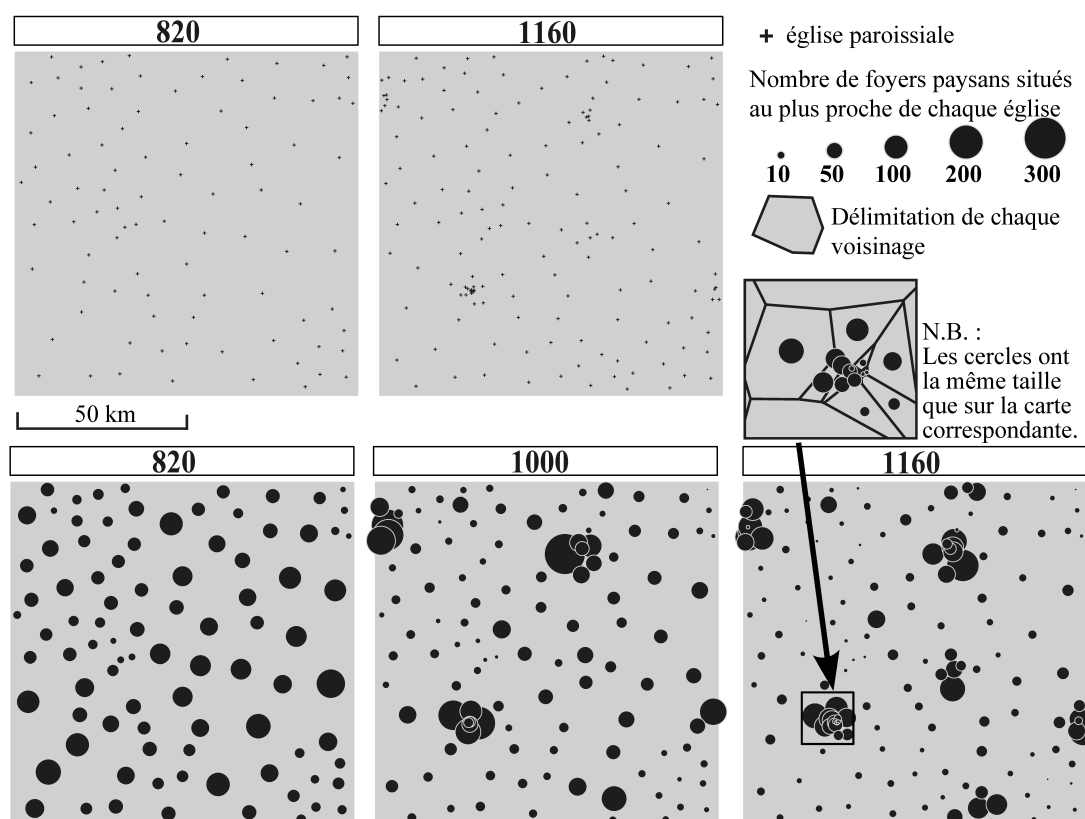 820
1160
église paroissiale
Nombre de foyers paysans situés
au plus proche de chaque église
10 50 100 200 300
Délimitation de chaque
voisinage
N.B. :
Les cercles ont
la même taille
que sur la carte
correspondante.
50 km
820
1000
1160